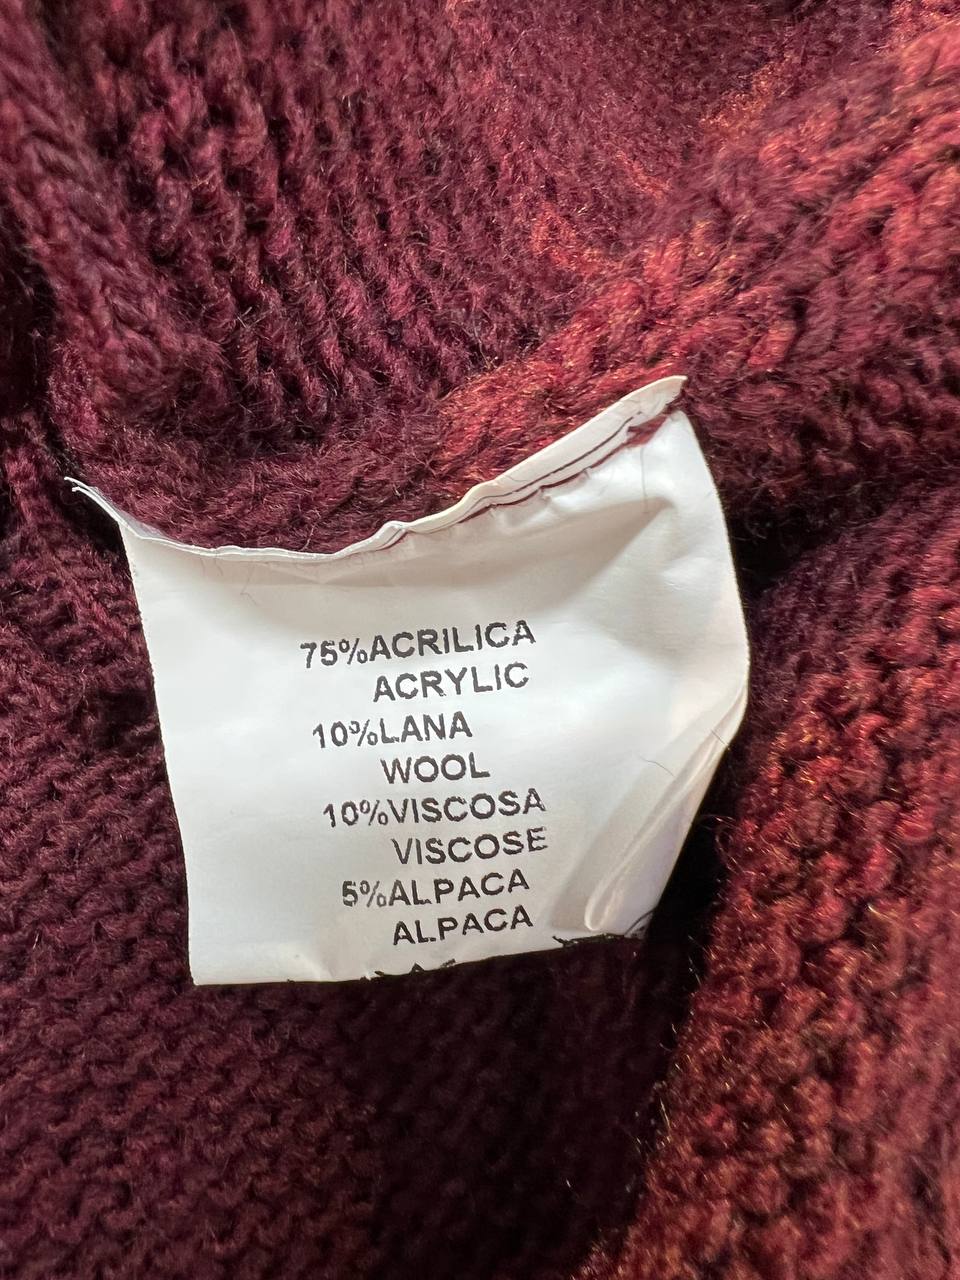 75%ACRILICA
ACRYLIC
10%LANA
WOOL
10%VISCOSA
VISCOSE
5%ALPACA
ALPACA